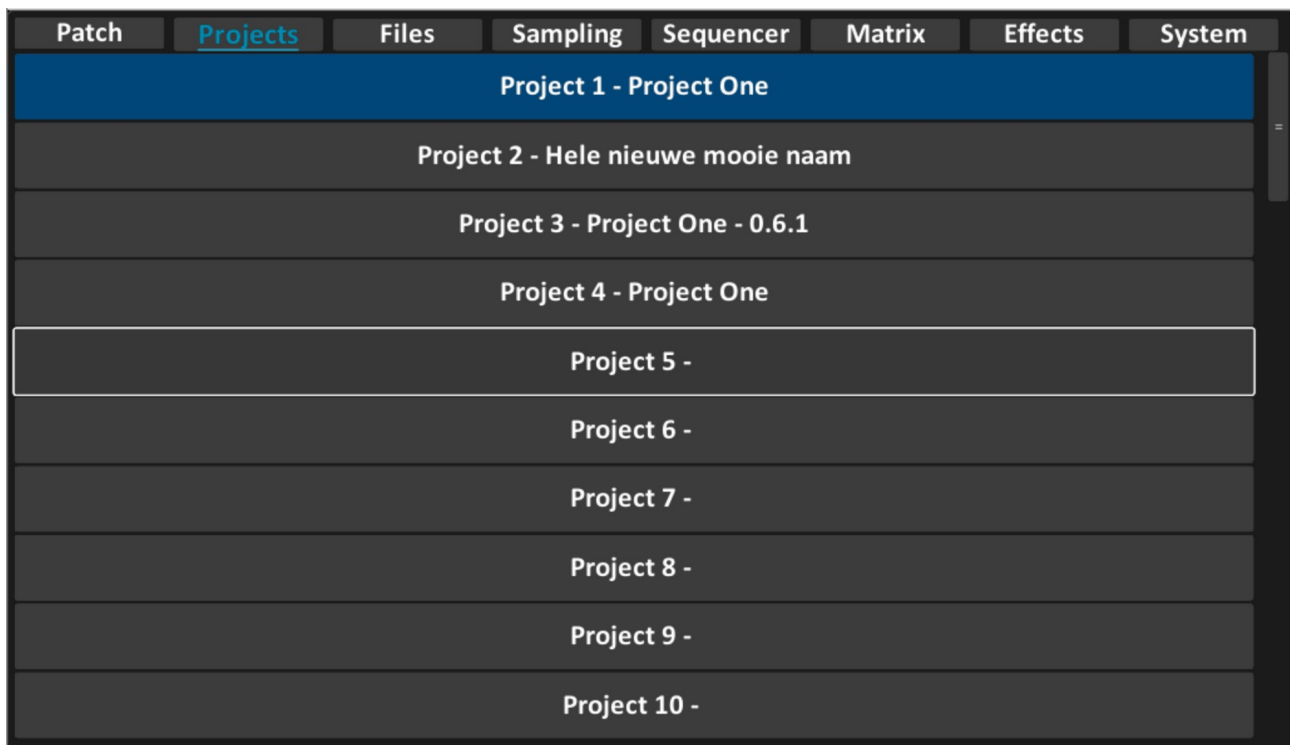 Patch Projects Files Sampling Sequencer Matrix Effects System
Project 1 - Project One
Project 2 - Hele nieuwe mooie naam
Project 3 - Project One - 0.6.1
Project 4 - Project One
Project 5 -
Project 6 -
Project 7 -
Project 8 -
Project 9 -
Project 10 -